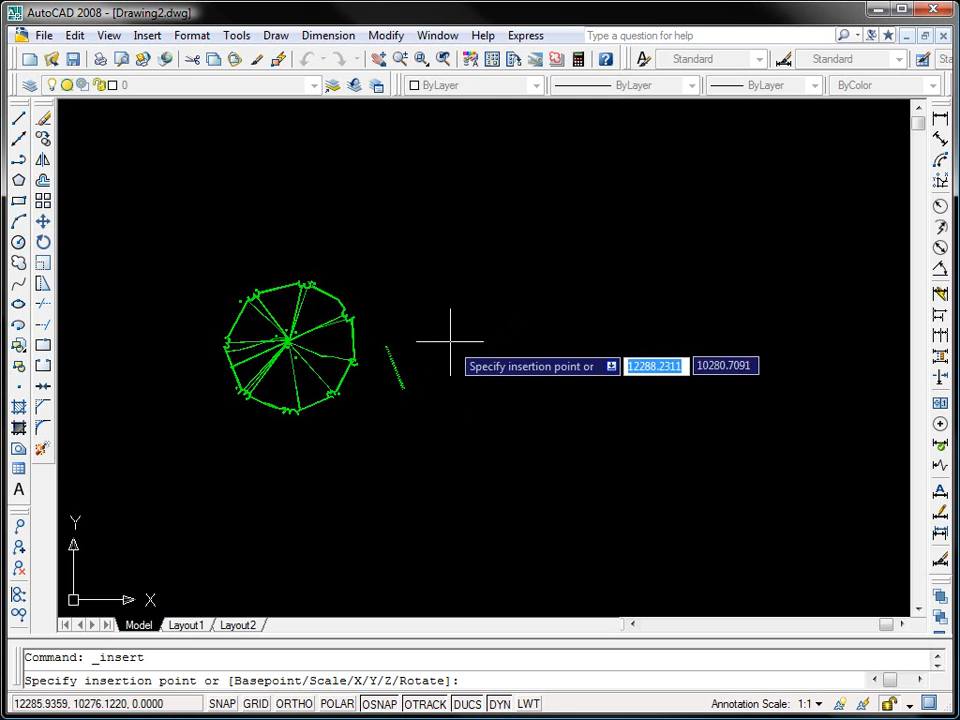 AutoCAD 2008 - [Drawing2.dwg]
File Edit View Insert Format Tools Draw Dimension Modify Window Help Express Type a question for help
A Standard Standard Sta
0 ByLayer ByLayer ByLayer ByColor
Specify insertion point or 12288.2311 10280.7091
A
Y
X
Model Layout1 Layout2
Command: _insert
Specify insertion point or [Basepoint/Scale/X/Y/Z/Rotate]:
12285.9359, 10276.1220, 0.0000 SNAP GRID ORTHO POLAR OSNAP OTRACK DUCS DYN LWT Annotation Scale: 1:1